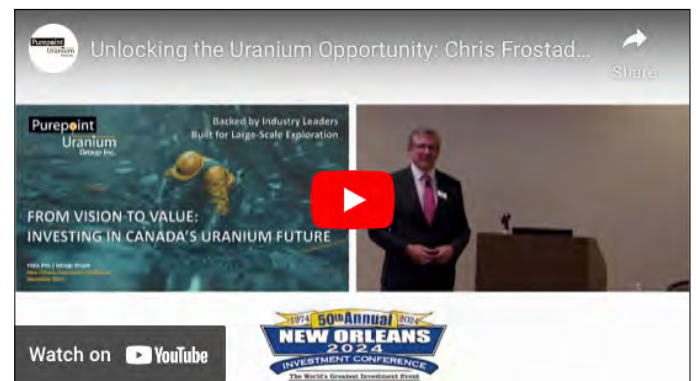 Purepoint
Uranium
Unlocking the Uranium Opportunity: Chris Frostad...
Share
Purepoint
Uranium
Group Inc.
Backed by Industry Leaders
Built for Large-Scale Exploration
FROM VISION TO VALUE:
INVESTING IN CANADA'S URANIUM FUTURE
1974 50th Annual 2024
NEW ORLEANS
2024
INVESTMENT CONFERENCE
The World's Greatest Investment Event
Watch on YouTube